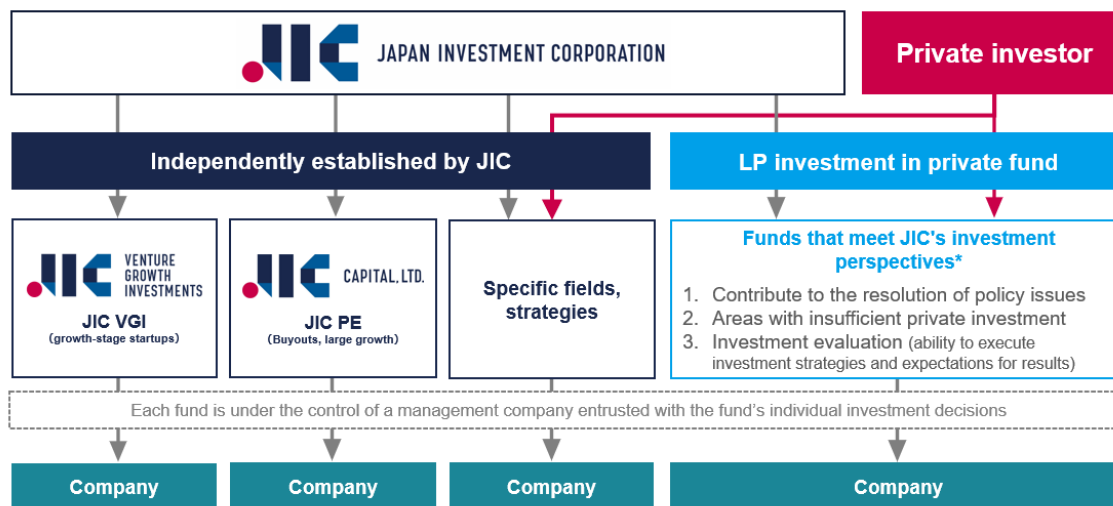 JIC JAPAN INVESTMENT CORPORATION
Private investor
Independently established by JIC
LP investment in private fund
JIC VENTURE
GROWTH
INVESTMENTS
JIC VGI
(growth-stage startups)
JIC CAPITAL, LTD.
JIC PE
(Buyouts, large growth)
Specific fields,
strategies
Funds that meet JIC's investment
perspectives*
1. Contribute to the resolution of policy issues
2. Areas with insufficient private investment
3. Investment evaluation (ability to execute
investment strategies and expectations for results)
Each fund is under the control of a management company entrusted with the fund's individual investment decisions
Company
Company
Company
Company